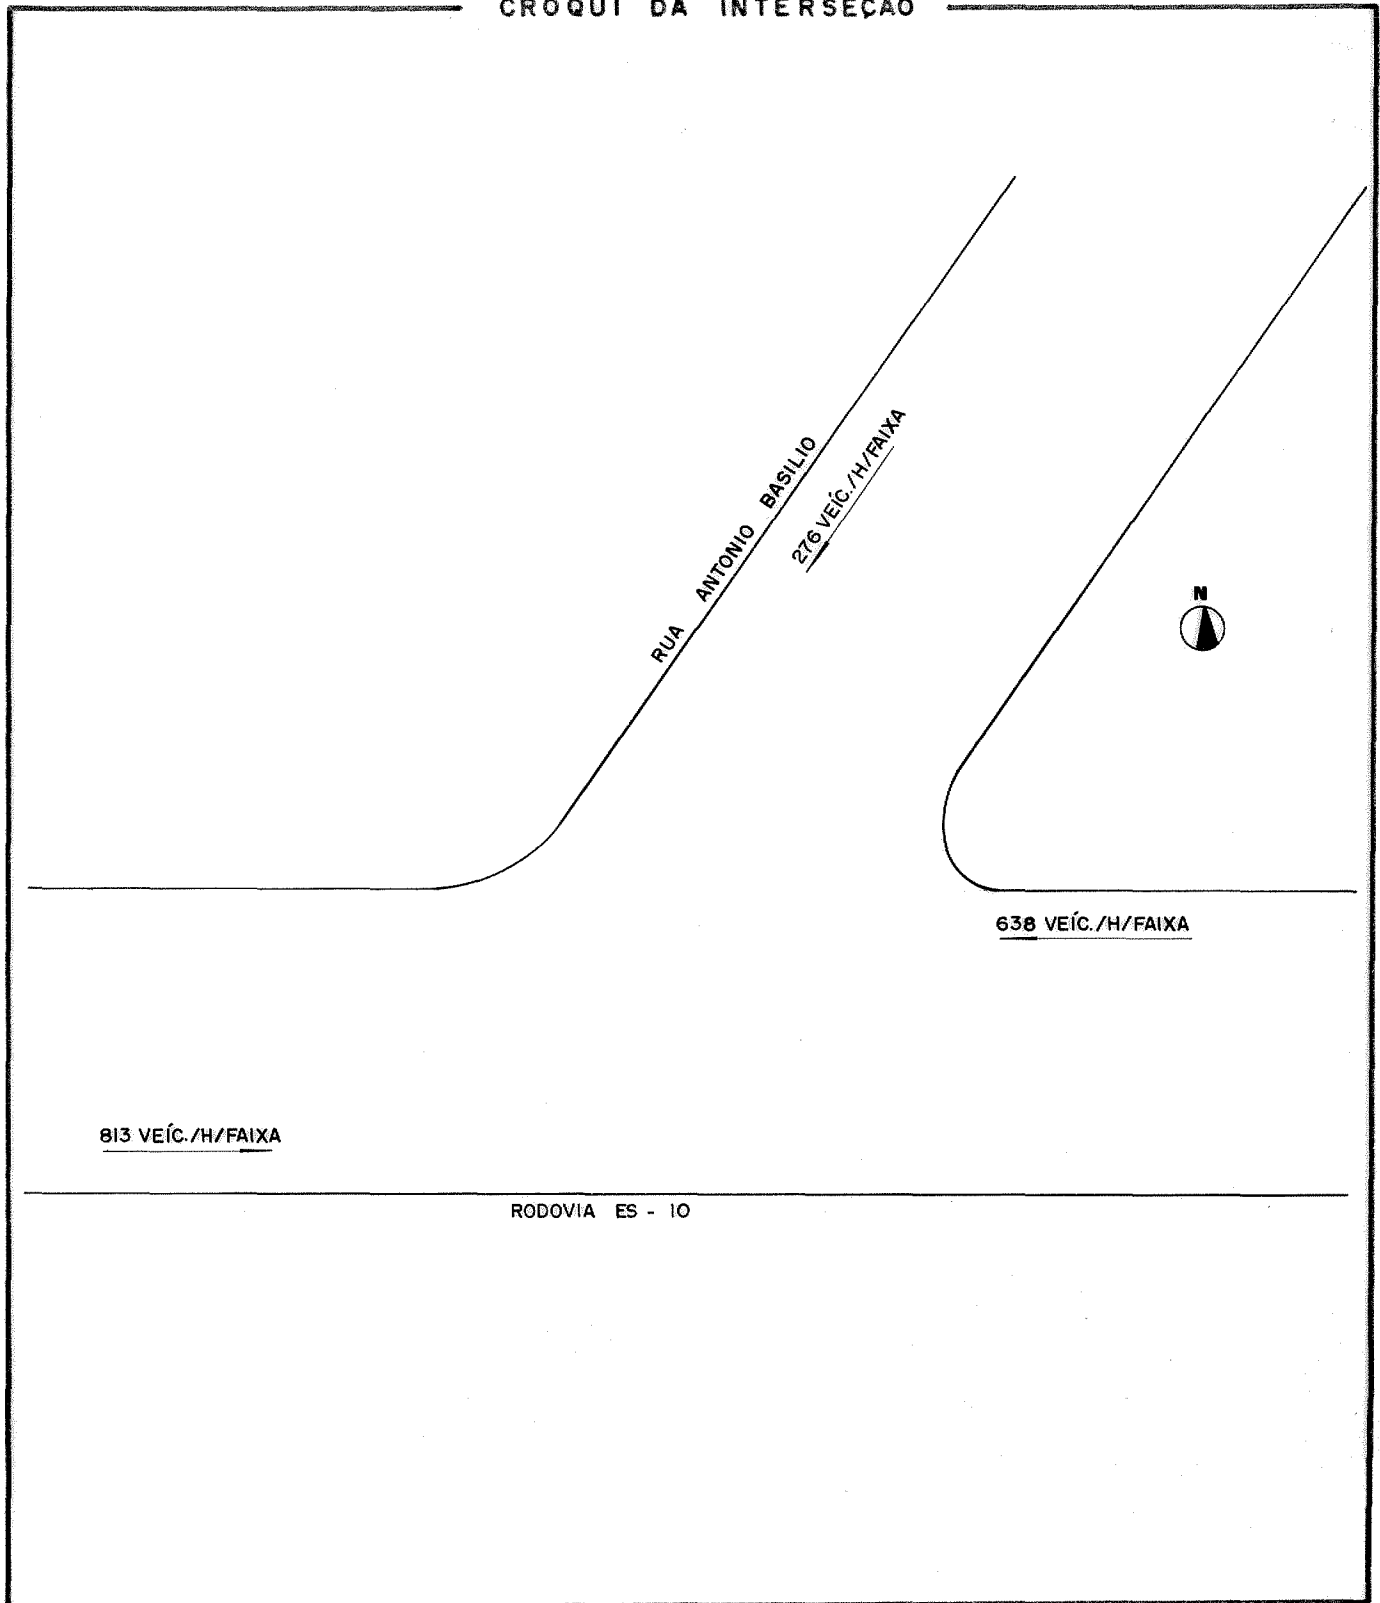 CROQUI DA INTERSEÇÃO
RUA ANTONIO BASILIO
276 VEÍC./H/FAIXA
N
638 VEÍC./H/FAIXA
813 VEÍC./H/FAIXA
RODOVIA ES - 10